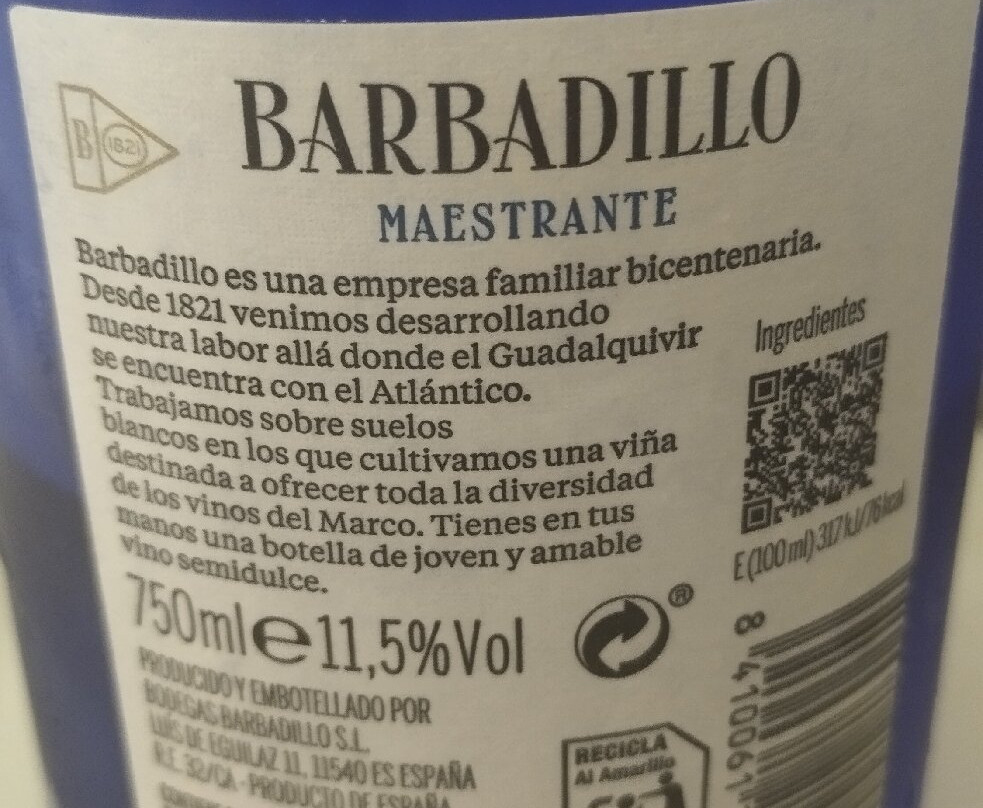 B 1821
BARBADILLO
MAESTRANTE
Barbadillo es una empresa familiar bicentenaria.
Desde 1821 venimos desarrollando
nuestra labor allá donde el Guadalquivir
se encuentra con el Atlántico.
Trabajamos sobre suelos
blancos en los que cultivamos una viña
destinada a ofrecer toda la diversidad
de los vinos del Marco. Tienes en tus
manos una botella de joven y amable
vino semidulce.
Ingredientes
E (100 ml) 317 kJ/76 kcal
750ml e 11,5%Vol
®
PRODUCIDO Y EMBOTELLADO POR
BODEGAS BARBADILLO S.L.
LUIS DE EGUILAZ 11, 11540 ES ESPAÑA
R.E. 32/CA - PRODUCTO DE ESPAÑA
RECICLA
Al Amarillo
8 410061